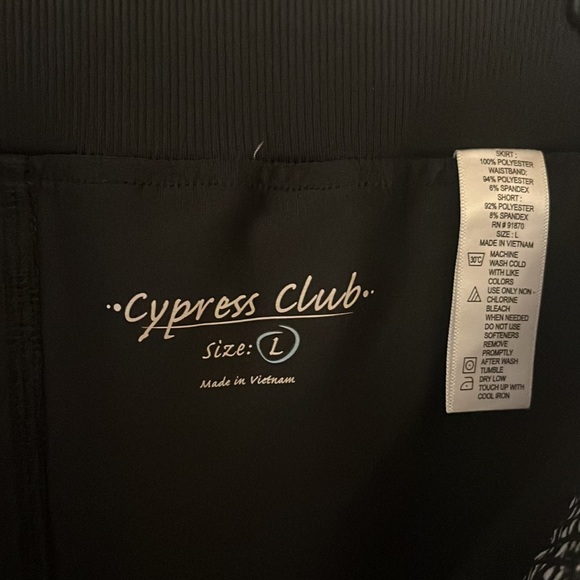 SKIRT :
100% POLYESTER
WAISTBAND:
94% POLYESTER
6% SPANDEX
SHORT :
92% POLYESTER
8% SPANDEX
RN # 91870
SIZE : L
MADE IN VIETNAM
30°C
MACHINE
WASH COLD
WITH LIKE
COLORS
USE ONLY NON -
CHLORINE
BLEACH
WHEN NEEDED
DO NOT USE
SOFTENERS
REMOVE
PROMPTLY
AFTER WASH
TUMBLE
DRY LOW
TOUCH UP WITH
COOL IRON
Cypress Club
Size: L
Made in Vietnam